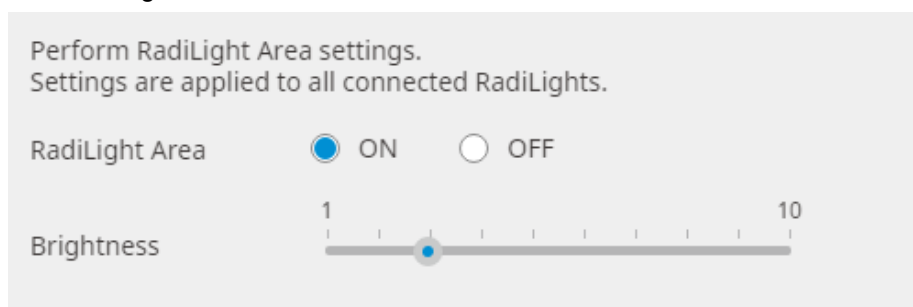 Perform RadiLight Area settings.
Settings are applied to all connected RadiLights.
RadiLight Area ON OFF
1 10
Brightness